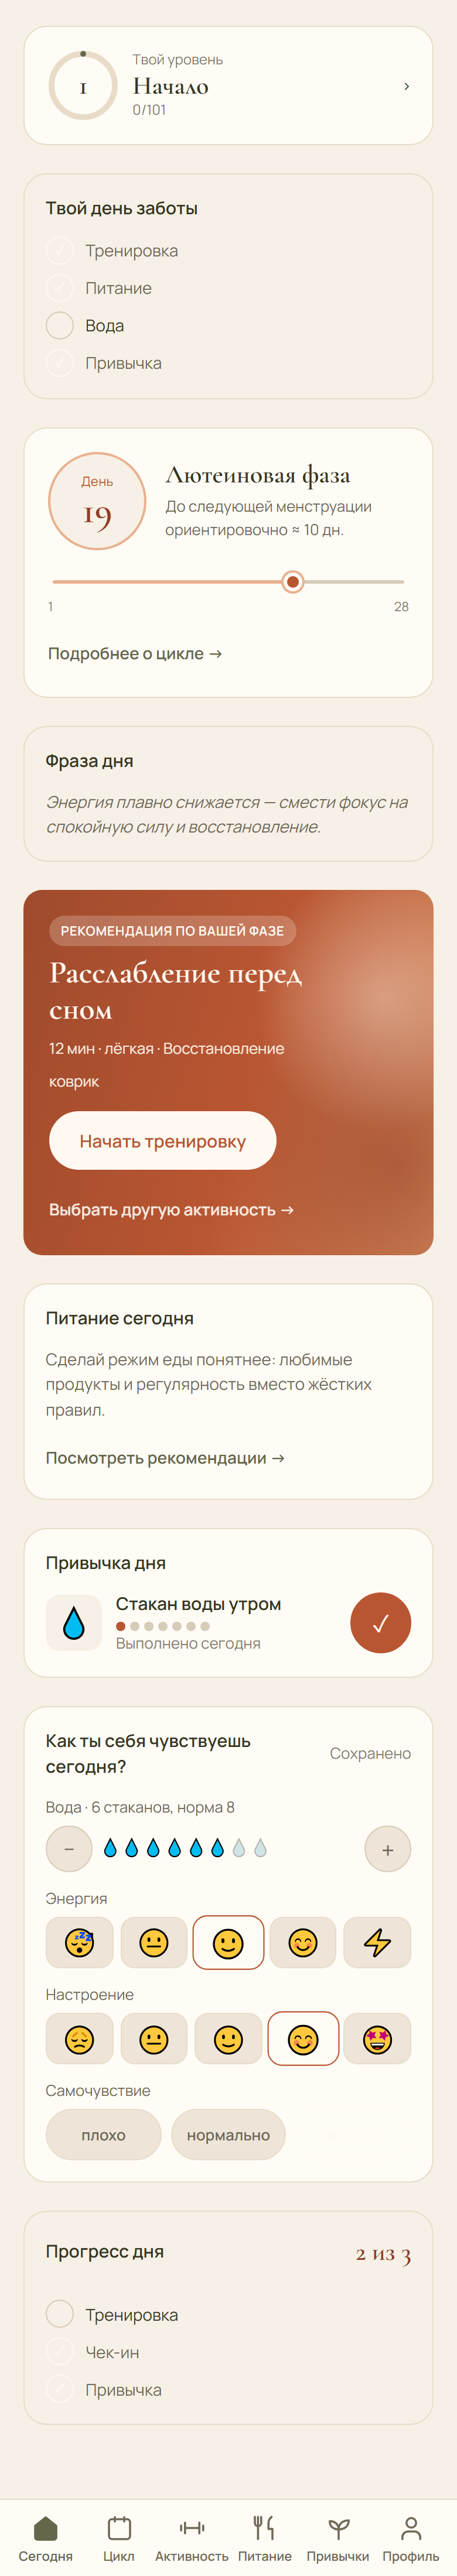 1
Твой уровень
Начало
0/101
›
Твой день заботы
✓ Тренировка
✓ Питание
Вода
✓ Привычка
День
19
Лютеиновая фаза
До следующей менструации
ориентировочно ≈ 10 дн.
1
28
Подробнее о цикле →
Фраза дня
Энергия плавно снижается — смести фокус на
спокойную силу и восстановление.
РЕКОМЕНДАЦИЯ ПО ВАШЕЙ ФАЗЕ
Расслабление перед
сном
12 мин · лёгкая · Восстановление
коврик
Начать тренировку
Выбрать другую активность →
Питание сегодня
Сделай режим еды понятнее: любимые
продукты и регулярность вместо жёстких
правил.
Посмотреть рекомендации →
Привычка дня
Стакан воды утром
Выполнено сегодня
✓
Как ты себя чувствуешь
сегодня?
Сохранено
Вода · 6 стаканов, норма 8
−
+
Энергия
Настроение
Самочувствие
плохо
нормально
Прогресс дня
2 из 3
Тренировка
Чек-ин
Привычка
Сегодня
Цикл
Активность
Питание
Привычки
Профиль